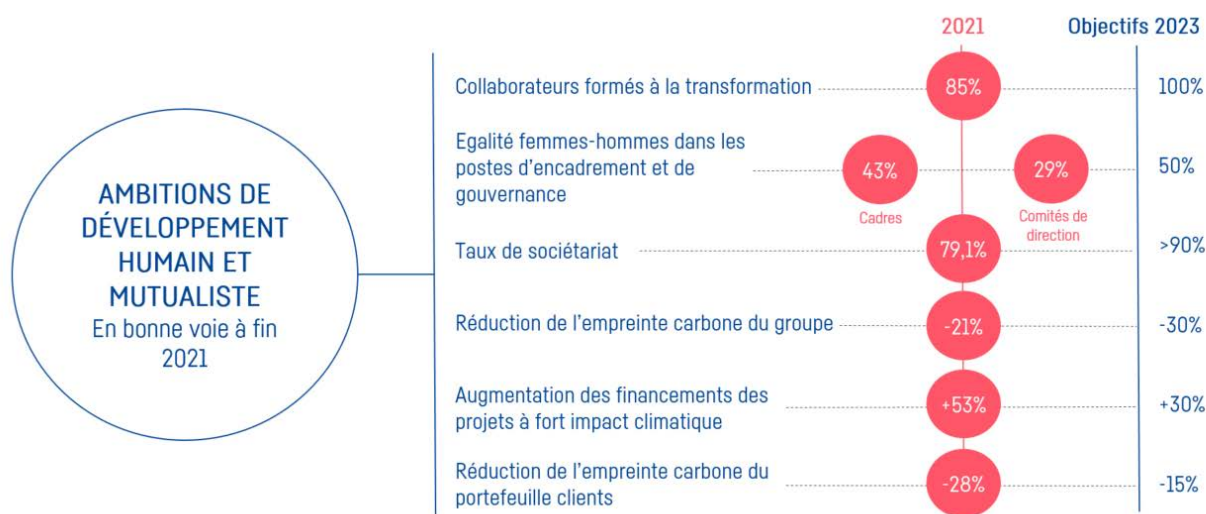 2021
Objectifs 2023
AMBITIONS DE
DÉVELOPPEMENT
HUMAIN ET
MUTUALISTE
En bonne voie à fin
2021
Collaborateurs formés à la transformation
85%
100%
Egalité femmes-hommes dans les
postes d'encadrement et de
gouvernance
43%
Cadres
29%
Comités de
direction
50%
Taux de sociétariat
79,1%
>90%
Réduction de l'empreinte carbone du groupe
-21%
-30%
Augmentation des financements des
projets à fort impact climatique
+53%
+30%
Réduction de l'empreinte carbone du
portefeuille clients
-28%
-15%